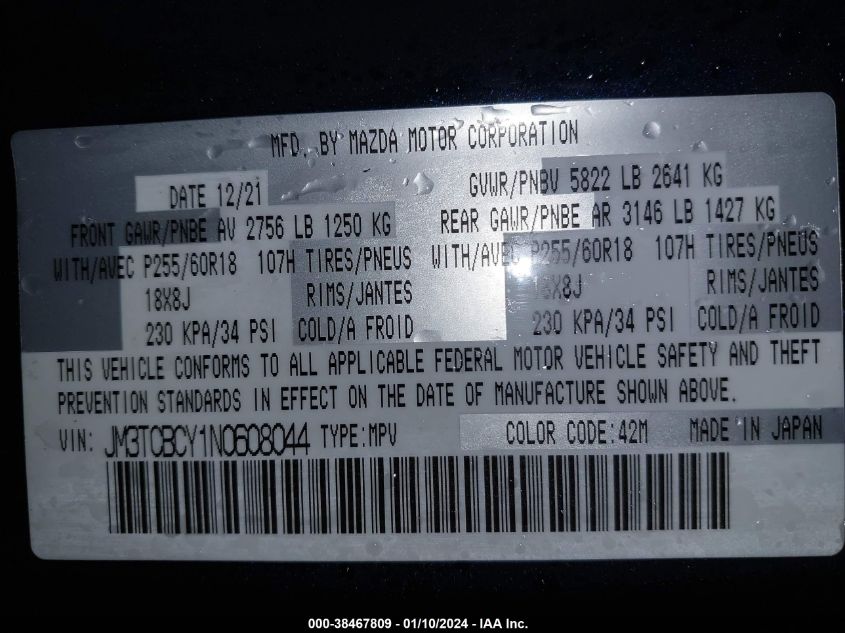 MFD. BY MAZDA MOTOR CORPORATION
DATE 12/21 GVWR/PNBV 5822 LB 2641 KG
FRONT GAWR/PNBE AV 2756 LB 1250 KG REAR GAWR/PNBE AR 3146 LB 1427 KG
WITH/AVEC P255/60R18 107H TIRES/PNEUS WITH/AVEC P255/60R18 107H TIRES/PNEUS
18X8J RIMS/JANTES 18X8J RIMS/JANTES
230 KPA/34 PSI COLD/A FROID 230 KPA/34 PSI COLD/A FROID
THIS VEHICLE CONFORMS TO ALL APPLICABLE FEDERAL MOTOR VEHICLE SAFETY AND THEFT
PREVENTION STANDARDS IN EFFECT ON THE DATE OF MANUFACTURE SHOWN ABOVE.
VIN: JM3TCBCY1N0608044 TYPE:MPV COLOR CODE:42M MADE IN JAPAN
000-38467809 - 01/10/2024 - IAA Inc.